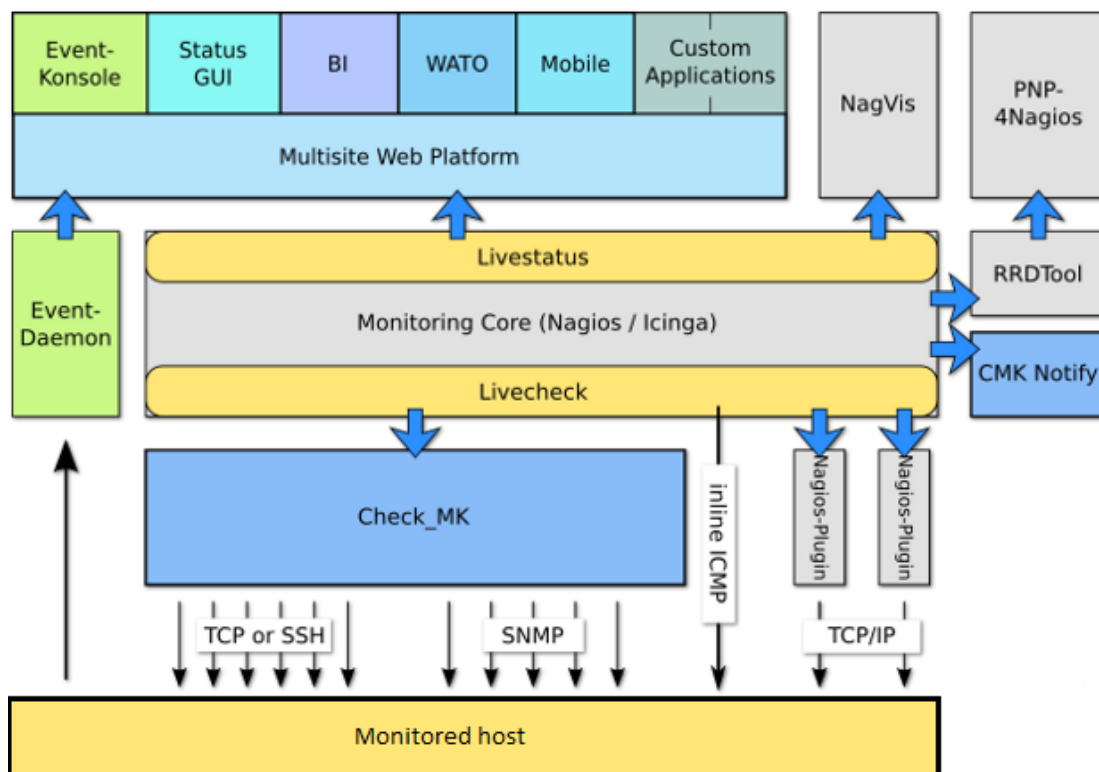 Event-
Konsole
Status
GUI
BI
WATO
Mobile
Custom
Applications
NagVis
PNP-
4Nagios
Multisite Web Platform
Event-
Daemon
Livestatus
Monitoring Core (Nagios / Icinga)
Livecheck
RRDTool
CMK Notify
Check_MK
inline ICMP
Nagios-Plugin
Nagios-Plugin
TCP or SSH
SNMP
TCP/IP
Monitored host